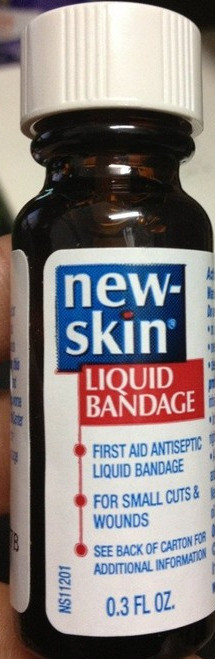 new-
skin®
LIQUID
BANDAGE
FIRST AID ANTISEPTIC
LIQUID BANDAGE
FOR SMALL CUTS &
WOUNDS
SEE BACK OF CARTON FOR
ADDITIONAL INFORMATION
NS11201
0.3 FL OZ.